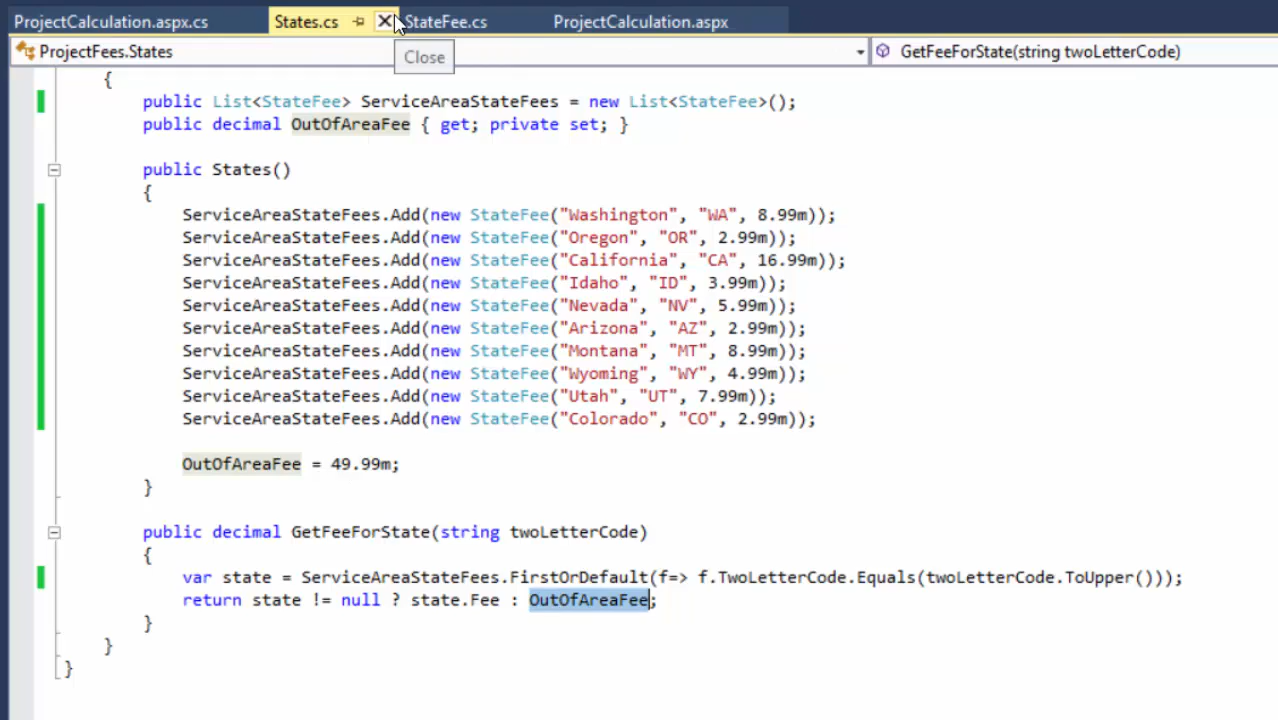 ProjectCalculation.aspx.cs States.cs StateFee.cs ProjectCalculation.aspx
ProjectFees.States GetFeeForState(string twoLetterCode)
Close
{
public List<StateFee> ServiceAreaStateFees = new List<StateFee>();
public decimal OutOfAreaFee { get; private set; }
public States()
{
ServiceAreaStateFees.Add(new StateFee("Washington", "WA", 8.99m));
ServiceAreaStateFees.Add(new StateFee("Oregon", "OR", 2.99m));
ServiceAreaStateFees.Add(new StateFee("California", "CA", 16.99m));
ServiceAreaStateFees.Add(new StateFee("Idaho", "ID", 3.99m));
ServiceAreaStateFees.Add(new StateFee("Nevada", "NV", 5.99m));
ServiceAreaStateFees.Add(new StateFee("Arizona", "AZ", 2.99m));
ServiceAreaStateFees.Add(new StateFee("Montana", "MT", 8.99m));
ServiceAreaStateFees.Add(new StateFee("Wyoming", "WY", 4.99m));
ServiceAreaStateFees.Add(new StateFee("Utah", "UT", 7.99m));
ServiceAreaStateFees.Add(new StateFee("Colorado", "CO", 2.99m));
OutOfAreaFee = 49.99m;
}
public decimal GetFeeForState(string twoLetterCode)
{
var state = ServiceAreaStateFees.FirstOrDefault(f=> f.TwoLetterCode.Equals(twoLetterCode.ToUpper()));
return state != null ? state.Fee : OutOfAreaFee;
}
}
}